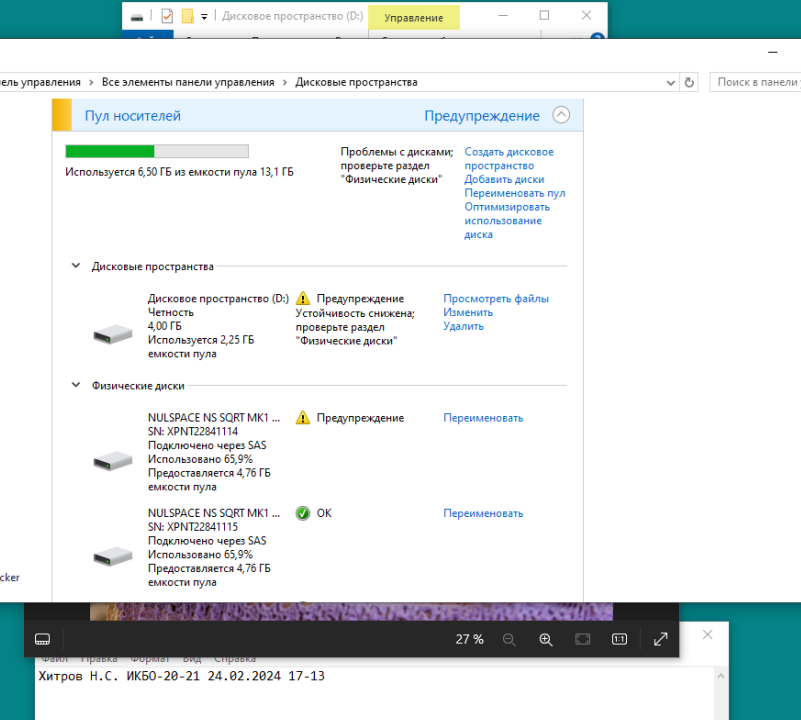 Дисковое пространство (D:)
Управление
ель управления > Все элементы панели управления > Дисковые пространства
Поиск в панели
Пул носителей
Предупреждение
Используется 6,50 ГБ из емкости пула 13,1 ГБ
Проблемы с дисками;
проверьте раздел
"Физические диски"
Создать дисковое
пространство
Добавить диски
Переименовать пул
Оптимизировать
использование
диска
Дисковые пространства
Дисковое пространство (D:)
Четность
4,00 ГБ
Используется 2,25 ГБ
емкости пула
Предупреждение
Устойчивость снижена;
проверьте раздел
"Физические диски"
Просмотреть файлы
Изменить
Удалить
Физические диски
NULSPACE NS SQRT MK1 ...
SN: XPNT22841114
Подключено через SAS
Использовано 65,9%
Предоставляется 4,76 ГБ
емкости пула
Предупреждение
Переименовать
NULSPACE NS SQRT MK1 ...
SN: XPNT22841115
Подключено через SAS
Использовано 65,9%
Предоставляется 4,76 ГБ
емкости пула
OK
Переименовать
cker
27 %
1:1
Файл Правка Формат Вид Справка
Хитров Н.С. ИКБО-20-21 24.02.2024 17-13